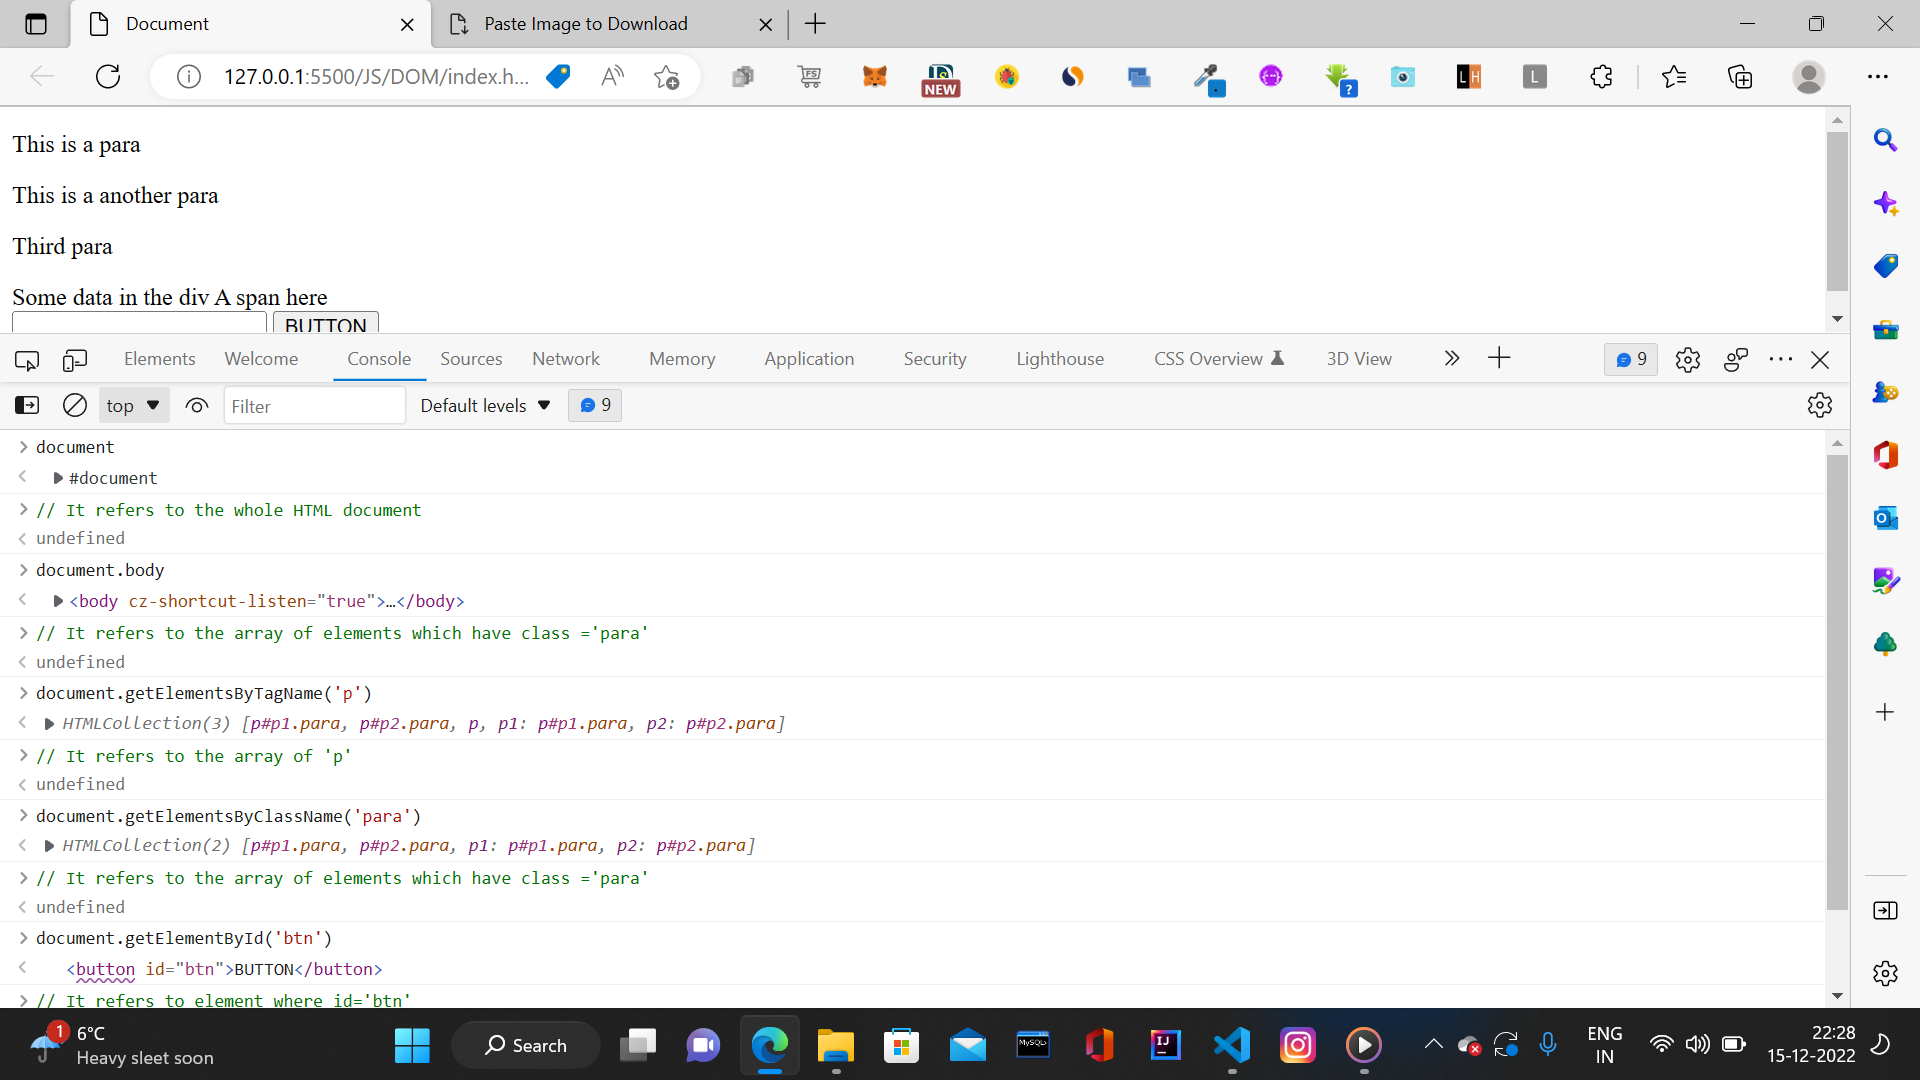 Document
Paste Image to Download
127.0.0.1:5500/JS/DOM/index.h...
FS
NEW
?
LH
L
This is a para
This is a another para
Third para
Some data in the div A span here
BUTTON
Elements Welcome Console Sources Network Memory Application Security Lighthouse CSS Overview 3D View 9
top Filter Default levels 9
document
#document
// It refers to the whole HTML document
undefined
document.body
<body cz-shortcut-listen="true">…</body>
// It refers to the array of elements which have class ='para'
undefined
document.getElementsByTagName('p')
HTMLCollection(3) [p#p1.para, p#p2.para, p, p1: p#p1.para, p2: p#p2.para]
// It refers to the array of 'p'
undefined
document.getElementsByClassName('para')
HTMLCollection(2) [p#p1.para, p#p2.para, p1: p#p1.para, p2: p#p2.para]
// It refers to the array of elements which have class ='para'
undefined
document.getElementById('btn')
<button id="btn">BUTTON</button>
// It refers to element where id='btn'
1
6°C
Heavy sleet soon
Search
MySQL
IJ
ENG
IN
22:28
15-12-2022